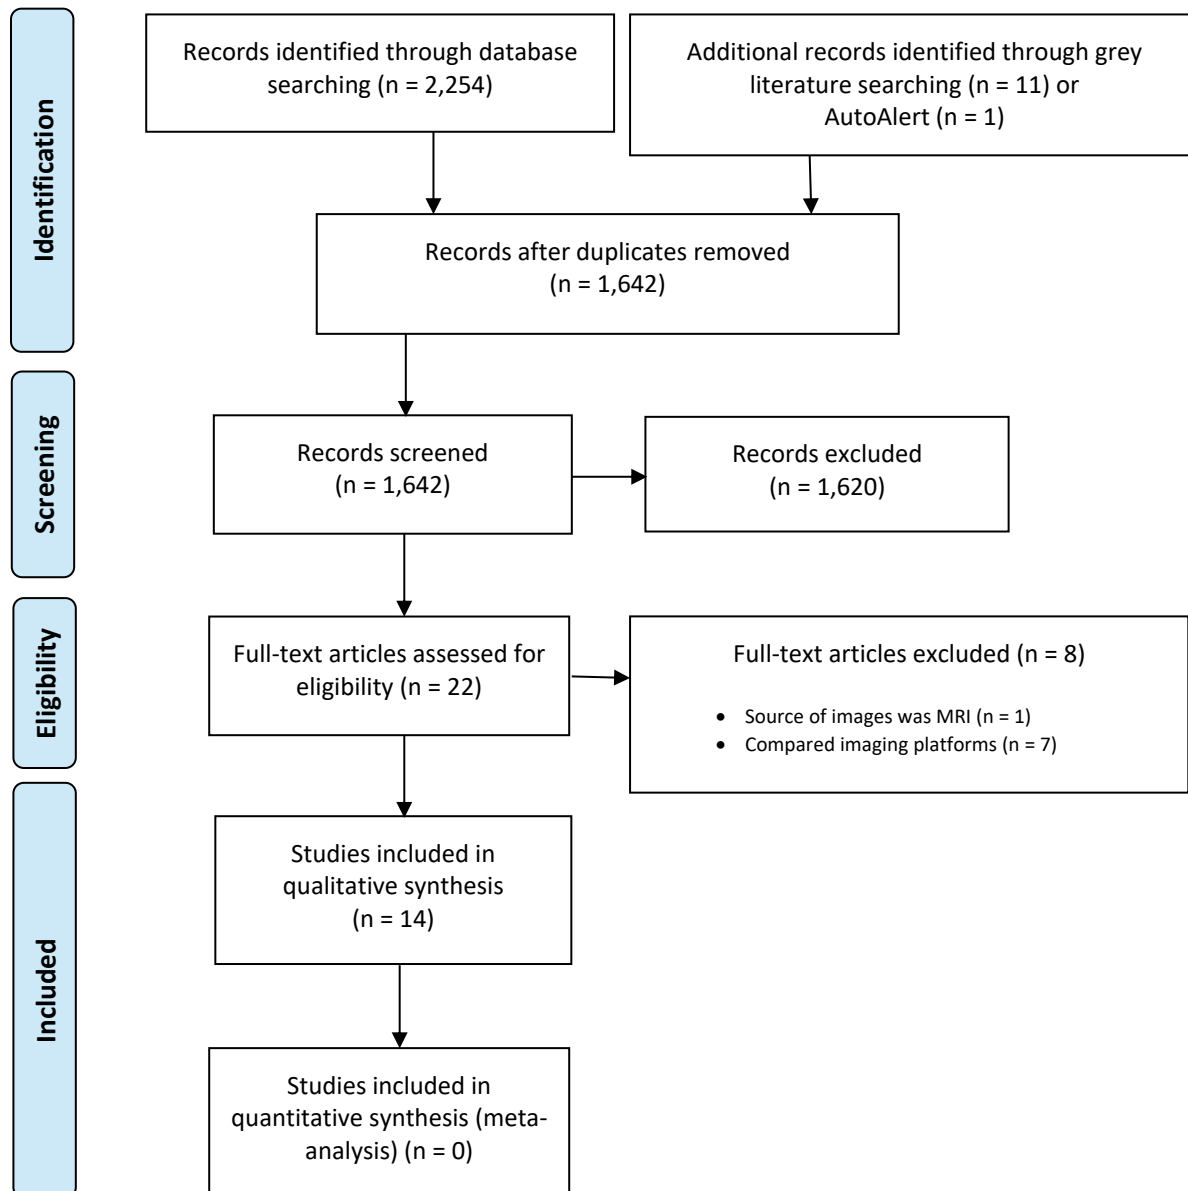 Identification
Records identified through database
searching (n = 2,254)
Additional records identified through grey
literature searching (n = 11) or
AutoAlert (n = 1)
Records after duplicates removed
(n = 1,642)
Screening
Records screened
(n = 1,642)
Records excluded
(n = 1,620)
Eligibility
Full-text articles assessed for
eligibility (n = 22)
Full-text articles excluded (n = 8)
• Source of images was MRI (n = 1)
• Compared imaging platforms (n = 7)
Included
Studies included in
qualitative synthesis
(n = 14)
Studies included in
quantitative synthesis (meta-
analysis) (n = 0)